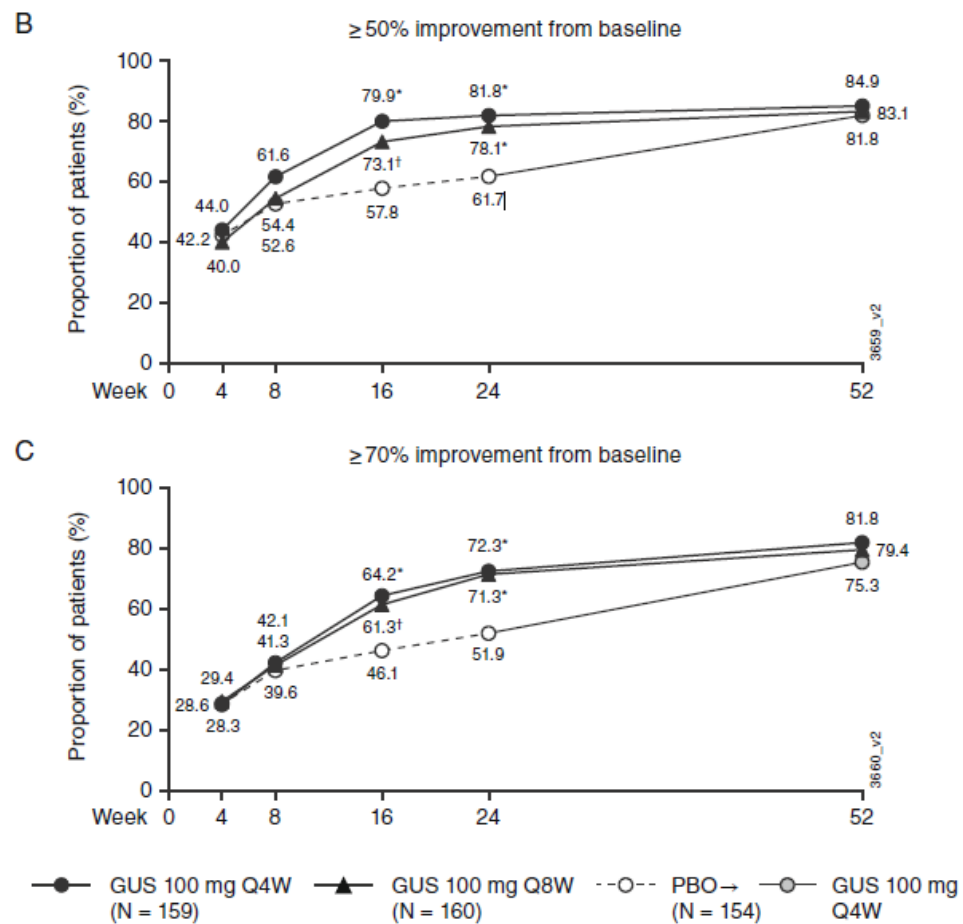 B
≥ 50% improvement from baseline
Proportion of patients (%)
100
80
60
40
20
0
44.0
42.2
40.0
61.6
54.4
52.6
79.9*
73.1†
57.8
81.8*
78.1*
61.7
84.9
83.1
81.8
3659_v2
Week 0 4 8 16 24 52
C
≥ 70% improvement from baseline
Proportion of patients (%)
100
80
60
40
20
0
29.4
28.6
28.3
42.1
41.3
39.6
64.2*
61.3†
46.1
72.3*
71.3*
51.9
81.8
79.4
75.3
3660_v2
Week 0 4 8 16 24 52
GUS 100 mg Q4W
(N = 159)
GUS 100 mg Q8W
(N = 160)
PBO→
(N = 154)
GUS 100 mg
Q4W